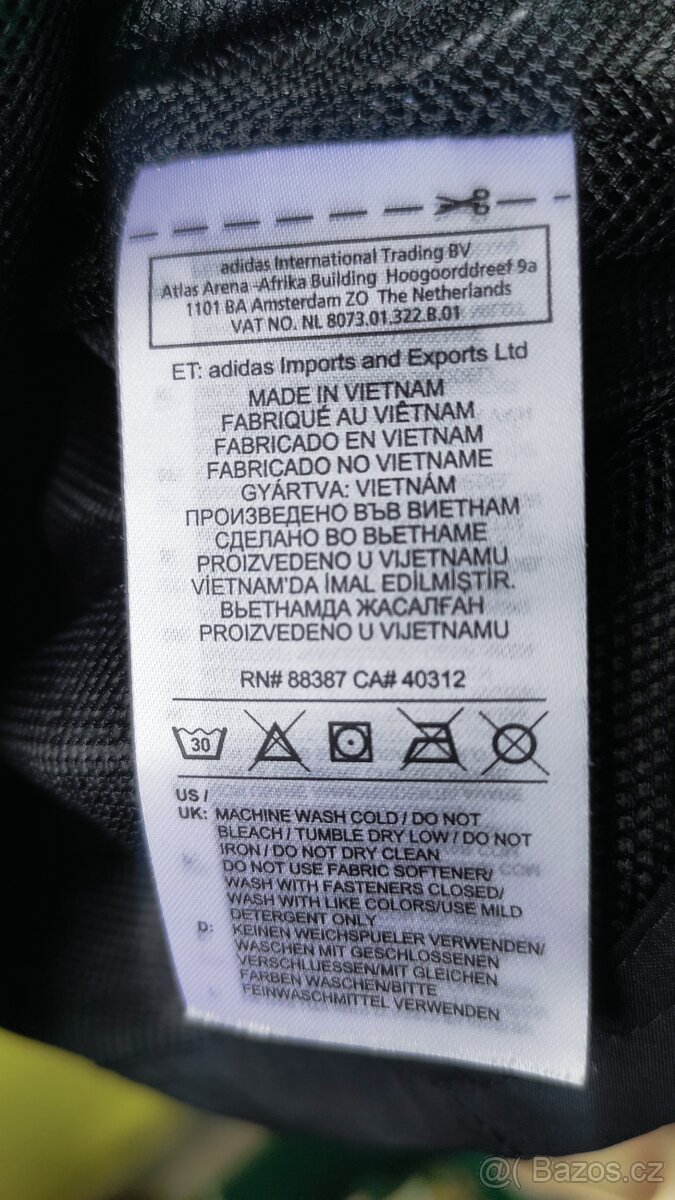 adidas International Trading BV
Atlas Arena -Afrika Building Hoogoorddreef 9a
1101 BA Amsterdam ZO The Netherlands
VAT NO. NL 8073.01.322.B.01
ET: adidas Imports and Exports Ltd
MADE IN VIETNAM
FABRIQUÉ AU VIÊTNAM
FABRICADO EN VIETNAM
FABRICADO NO VIETNAME
GYÁRTVA: VIETNÁM
ПРОИЗВЕДЕНО ВЪВ ВИЕТНАМ
СДЕЛАНО ВО ВЬЕТНАМЕ
PROIZVEDENO U VIJETNAMU
VİETNAM'DA İMAL EDİLMİŞTİR.
ВЬЕТНАМДА ЖАСАЛҒАН
PROIZVEDENO U VIJETNAMU
RN# 88387 CA# 40312
30
US /
UK: MACHINE WASH COLD / DO NOT
BLEACH / TUMBLE DRY LOW / DO NOT
IRON / DO NOT DRY CLEAN
DO NOT USE FABRIC SOFTENER/
WASH WITH FASTENERS CLOSED/
WASH WITH LIKE COLORS/USE MILD
DETERGENT ONLY
D: KEINEN WEICHSPUELER VERWENDEN/
WASCHEN MIT GESCHLOSSENEN
VERSCHLUESSEN/MIT GLEICHEN
FARBEN WASCHEN/BITTE
FEINWASCHMITTEL VERWENDEN
@( Bazos.cz